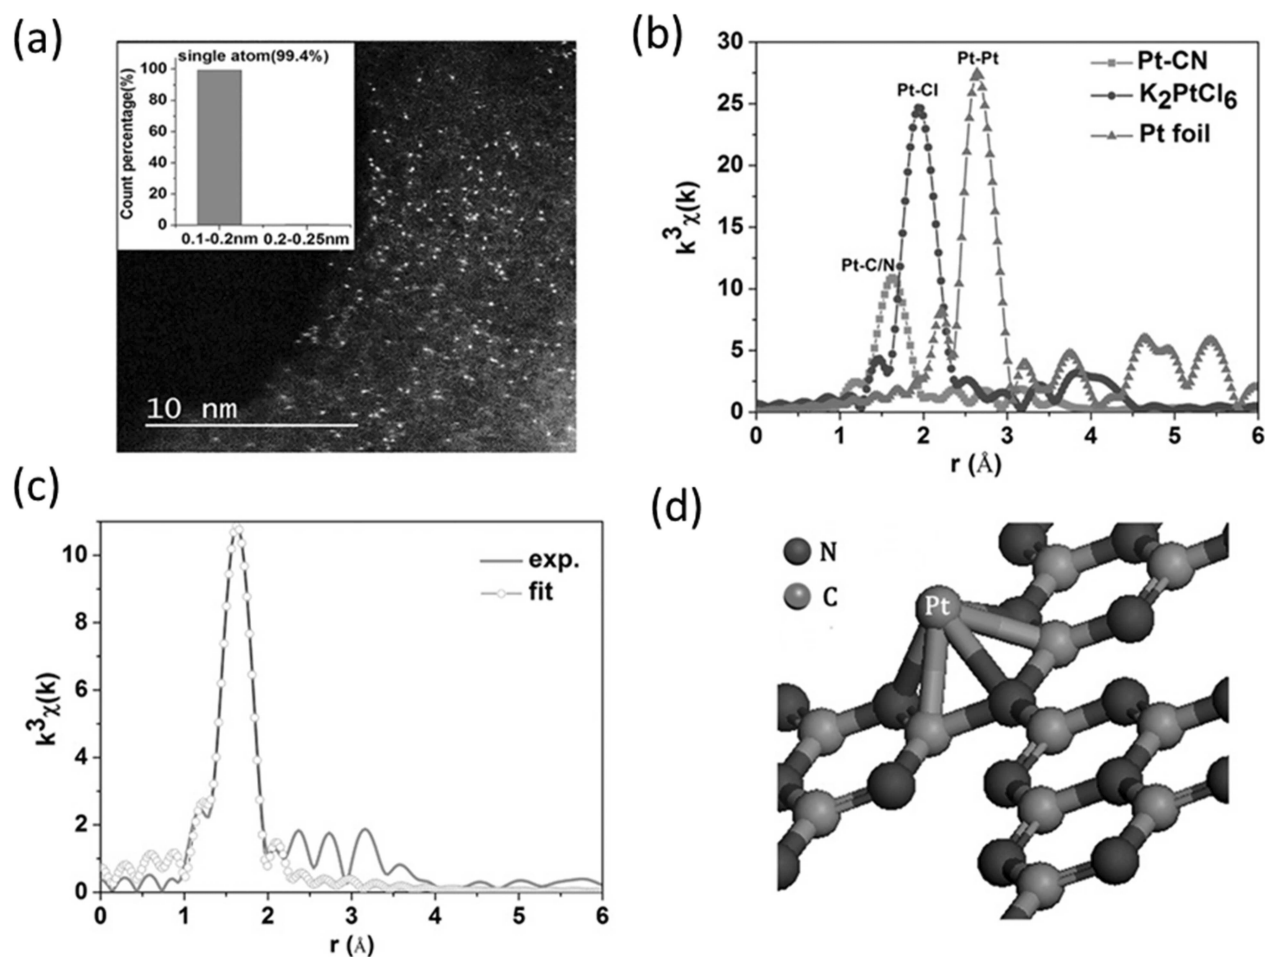 (a)
single atom(99.4%)
Count percentage(%)
100
80
60
40
20
0
0.1-0.2nm 0.2-0.25nm
10 nm
(b)
30
25
20
15
10
5
0
k³χ(k)
Pt-Pt
Pt-Cl
Pt-C/N
Pt-CN
K₂PtCl₆
Pt foil
0 1 2 3 4 5 6
r (Å)
(c)
10
8
6
4
2
0
k³χ(k)
exp.
fit
0 1 2 3 4 5 6
r (Å)
(d)
N
C
Pt